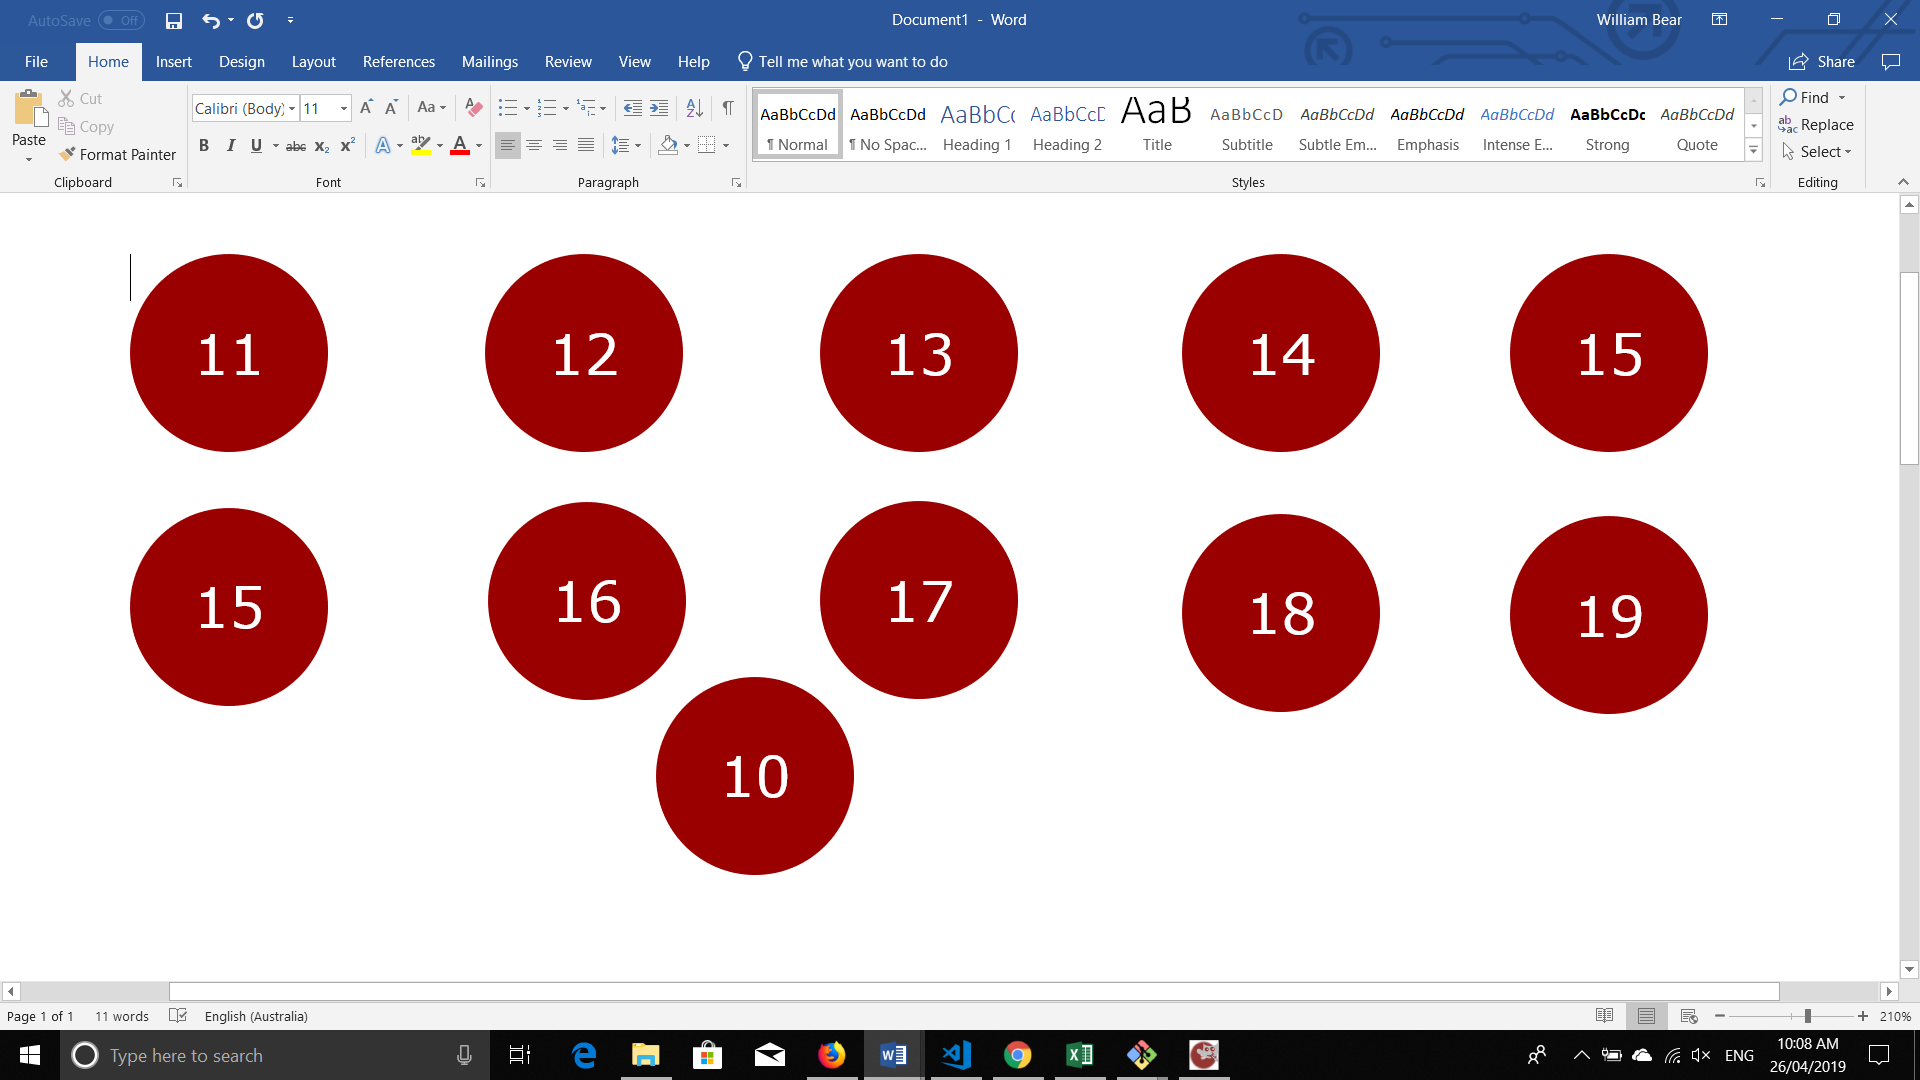 AutoSave Off
Document1 - Word
William Bear
File Home Insert Design Layout References Mailings Review View Help Tell me what you want to do
Share
Paste
Cut
Copy
Format Painter
Clipboard
Calibri (Body) 11
Font
Paragraph
AaBbCcDd AaBbCcDd AaBbC AaBbCcD AaB AaBbCcD AaBbCcDd AaBbCcDd AaBbCcDd AaBbCcDc AaBbCcDd
¶ Normal ¶ No Spac... Heading 1 Heading 2 Title Subtitle Subtle Em... Emphasis Intense E... Strong Quote
Styles
Find
Replace
Select
Editing
11 12 13 14 15
15 16 17 18 19
10
Page 1 of 1 11 words English (Australia)
210%
Type here to search
ENG
10:08 AM
26/04/2019